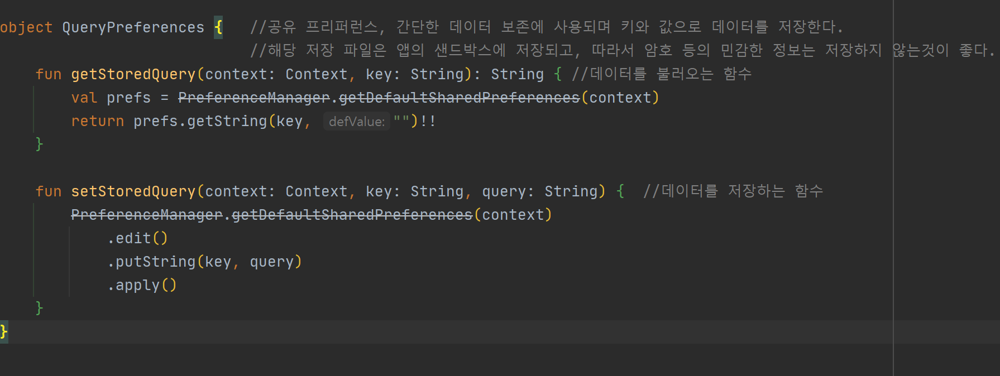 object QueryPreferences {   //공유 프리퍼런스, 간단한 데이터 보존에 사용되며 키와 값으로 데이터를 저장한다.
                            //해당 저장 파일은 앱의 샌드박스에 저장되고, 따라서 암호 등의 민감한 정보는 저장하지 않는것이 좋다.
    fun getStoredQuery(context: Context, key: String): String { //데이터를 불러오는 함수
        val prefs = PreferenceManager.getDefaultSharedPreferences(context)
        return prefs.getString(key, defValue: "")!!
    }
    fun setStoredQuery(context: Context, key: String, query: String) {  //데이터를 저장하는 함수
        PreferenceManager.getDefaultSharedPreferences(context)
            .edit()
            .putString(key, query)
            .apply()
    }
}